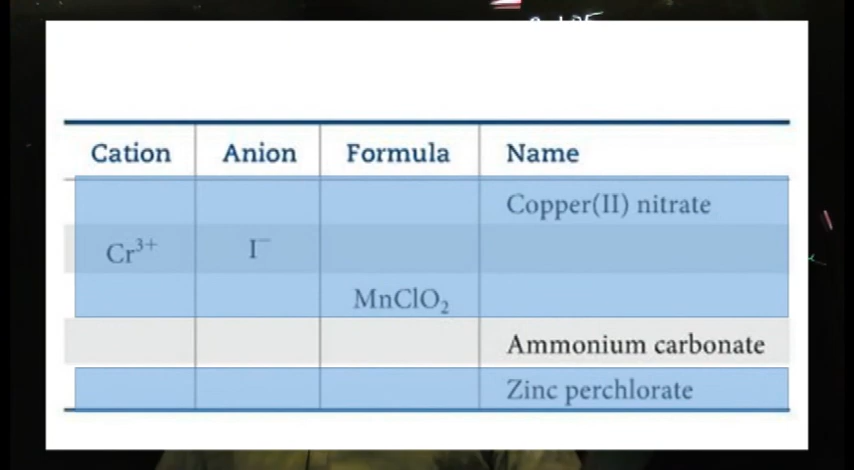 Cation Anion Formula Name
Copper(II) nitrate
Cr³⁺ I⁻
MnClO₂
Ammonium carbonate
Zinc perchlorate